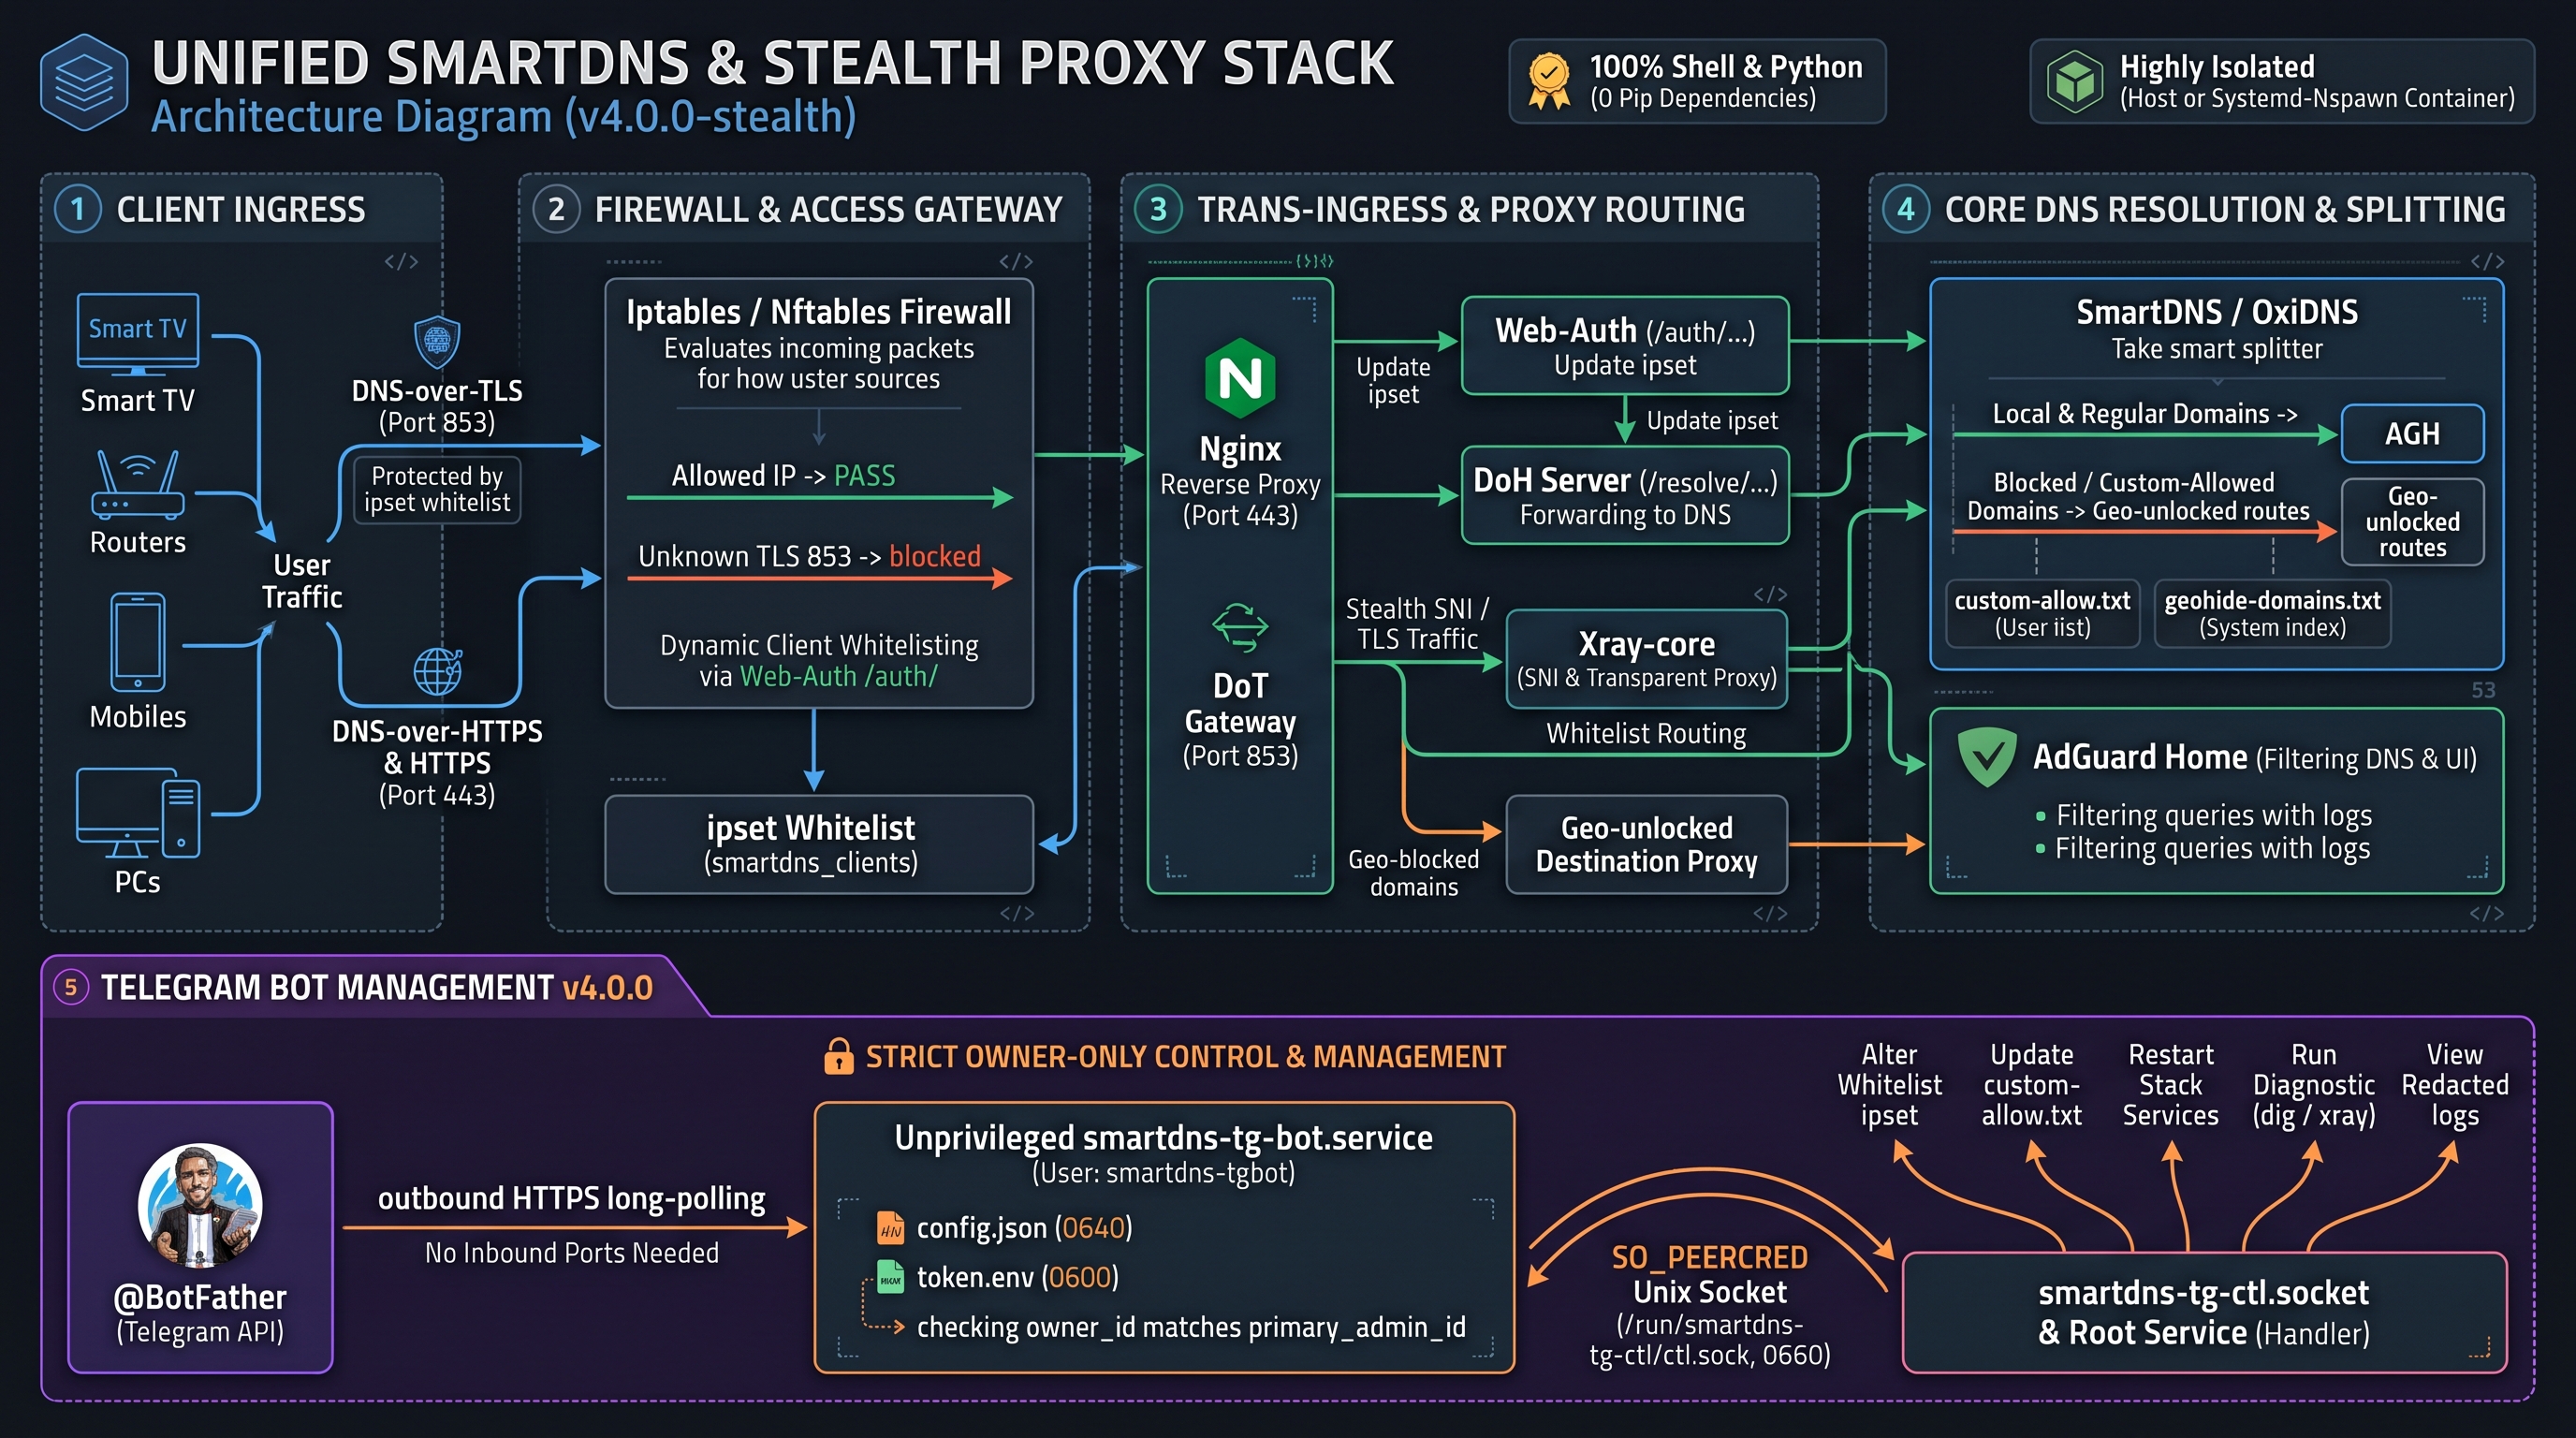 UNIFIED SMARTDNS & STEALTH PROXY STACK
Architecture Diagram (v4.0.0-stealth)
100% Shell & Python
(0 Pip Dependencies)
Highly Isolated
(Host or Systemd-Nspawn Container)
1 CLIENT INGRESS
</>
Smart TV
Smart TV
Routers
Mobiles
PCs
User
Traffic
DNS-over-TLS
(Port 853)
Protected by
ipset whitelist
DNS-over-HTTPS
& HTTPS
(Port 443)
2 FIREWALL & ACCESS GATEWAY
</>
Iptables / Nftables Firewall
Evaluates incoming packets
for how uster sources
Allowed IP -> PASS
Unknown TLS 853 -> blocked
Dynamic Client Whitelisting
via Web-Auth /auth/
ipset Whitelist
(smartdns_clients)
</>
3 TRANS-INGRESS & PROXY ROUTING
N
Nginx
Reverse Proxy
(Port 443)
DoT
Gateway
(Port 853)
Update
ipset
Web-Auth (/auth/...)
Update ipset
Update ipset
DoH Server (/resolve/...)
Forwarding to DNS
Stealth SNI /
TLS Traffic
</>
Xray-core
(SNI & Transparent Proxy)
Whitelist Routing
Geo-blocked
domains
Geo-unlocked
Destination Proxy
</>
4 CORE DNS RESOLUTION & SPLITTING
</>
SmartDNS / OxiDNS
Take smart splitter
Local & Regular Domains ->
AGH
Blocked / Custom-Allowed
Domains -> Geo-unlocked routes
Geo-
unlocked
routes
custom-allow.txt
(User iist)
geohide-domains.txt
(System index)
53
AdGuard Home (Filtering DNS & UI)
• Filtering queries with logs
• Filtering queries with logs
</>
5 TELEGRAM BOT MANAGEMENT v4.0.0
STRICT OWNER-ONLY CONTROL & MANAGEMENT
@BotFather
(Telegram API)
outbound HTTPS long-polling
No Inbound Ports Needed
Unprivileged smartdns-tg-bot.service
(User: smartdns-tgbot)
config.json (0640)
token.env (0600)
checking owner_id matches primary_admin_id
SO_PEERCRED
Unix Socket
(/run/smartdns-
tg-ctl/ctl.sock, 0660)
Alter
Whitelist
ipset
Update
custom-
allow.txt
Restart
Stack
Services
Run
Diagnostic
(dig / xray)
View
Redacted
logs
smartdns-tg-ctl.socket
& Root Service (Handler)